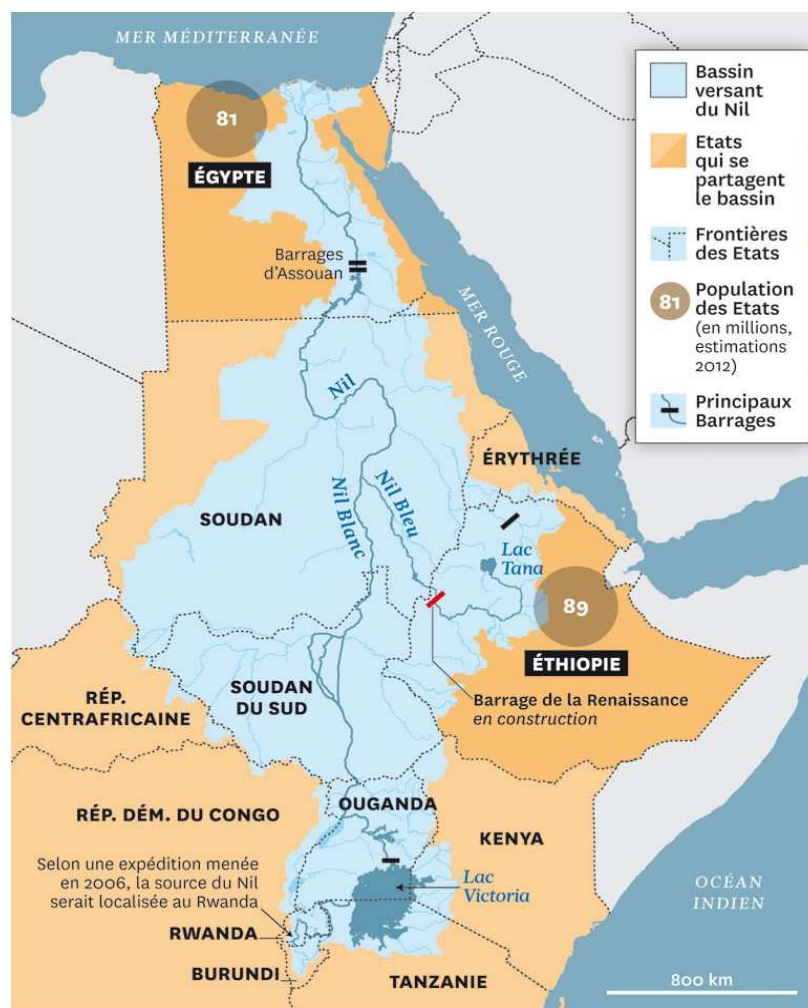 MER MÉDITERRANÉE
81
ÉGYPTE
Barrages
d'Assouan
MER ROUGE
Nil
Nil Blanc
Nil Bleu
SOUDAN
ÉRYTHRÉE
Lac
Tana
89
ÉTHIOPIE
Barrage de la Renaissance
en construction
RÉP.
CENTRAFRICAINE
SOUDAN
DU SUD
OUGANDA
RÉP. DÉM. DU CONGO
KENYA
Selon une expédition menée
en 2006, la source du Nil
serait localisée au Rwanda
Lac
Victoria
RWANDA
BURUNDI
TANZANIE
OCÉAN
INDIEN
800 km
Bassin
versant
du Nil
Etats
qui se
partagent
le bassin
Frontières
des Etats
81
Population
des Etats
(en millions,
estimations
2012)
Principaux
Barrages